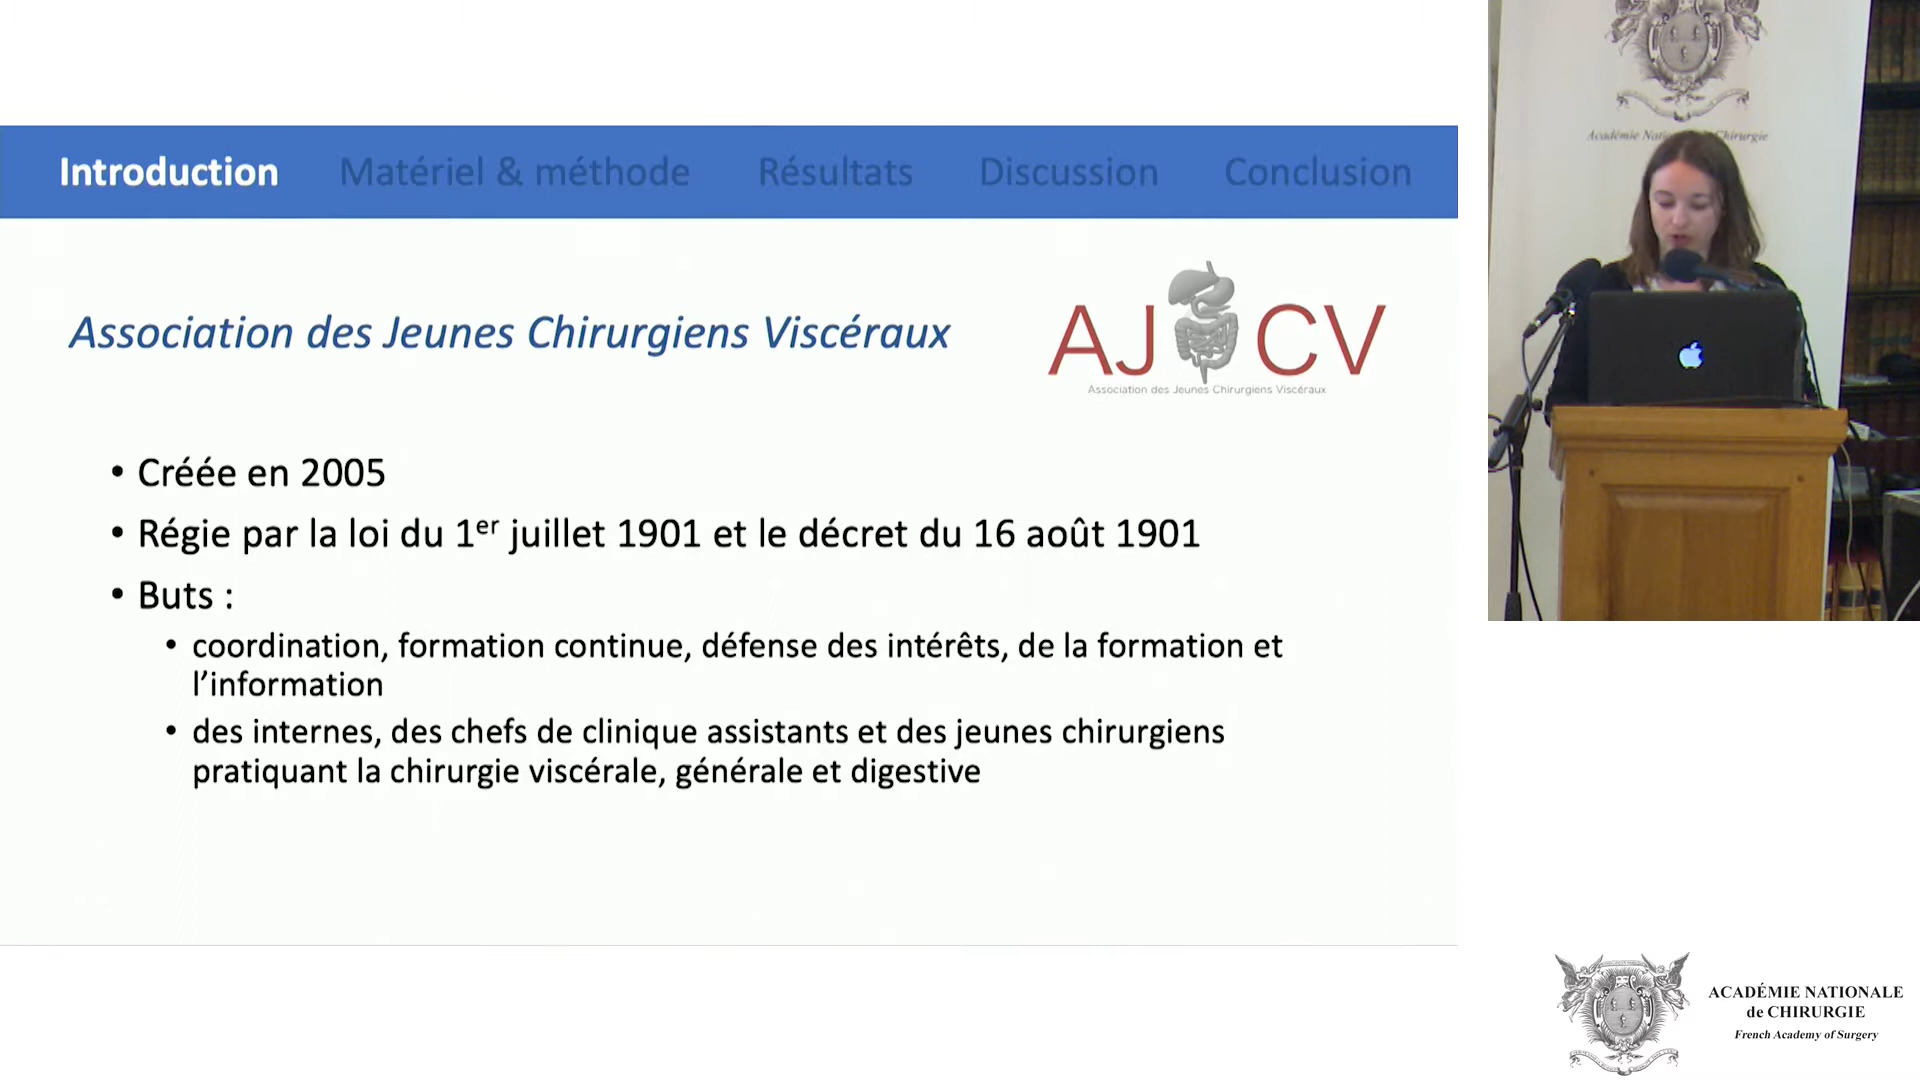 Introduction Matériel & méthode Résultats Discussion Conclusion
Association des Jeunes Chirurgiens Viscéraux
AJCV
Association des Jeunes Chirurgiens Viscéraux
• Créée en 2005
• Régie par la loi du 1er juillet 1901 et le décret du 16 août 1901
• Buts :
• coordination, formation continue, défense des intérêts, de la formation et
l’information
• des internes, des chefs de clinique assistants et des jeunes chirurgiens
pratiquant la chirurgie viscérale, générale et digestive
Académie Chirurgie
ACADÉMIE NATIONALE
de CHIRURGIE
French Academy of Surgery